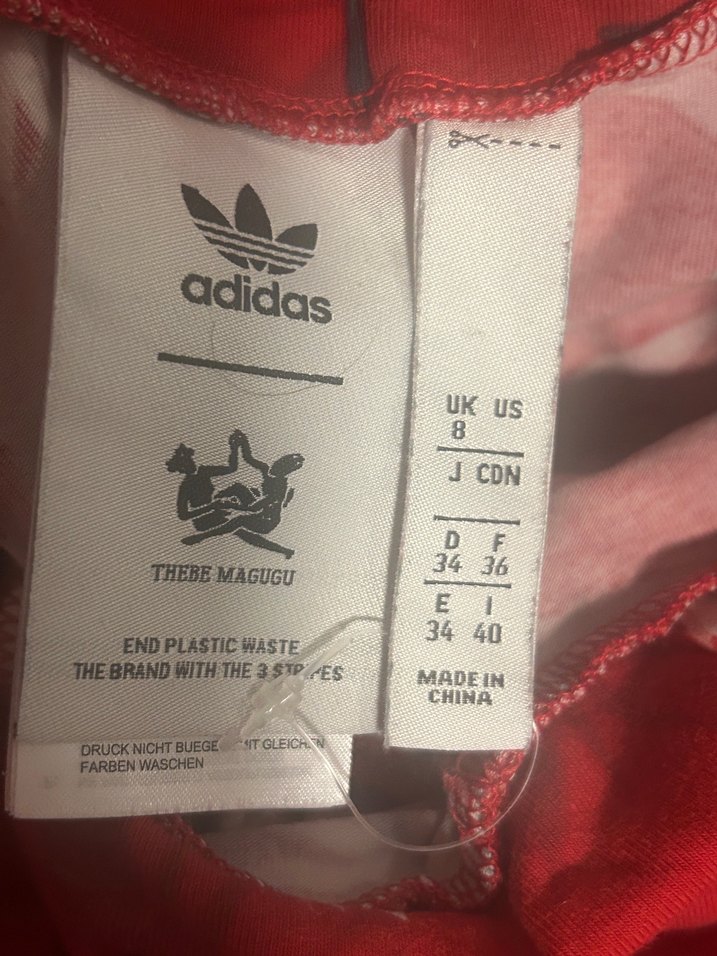 adidas
THEBE MAGUGU
END PLASTIC WASTE
THE BRAND WITH THE 3 STRIPES
DRUCK NICHT BUEGE MIT GLEICHEN
FARBEN WASCHEN
UK US
8
J CDN
D F
34 36
E I
34 40
MADE IN
CHINA